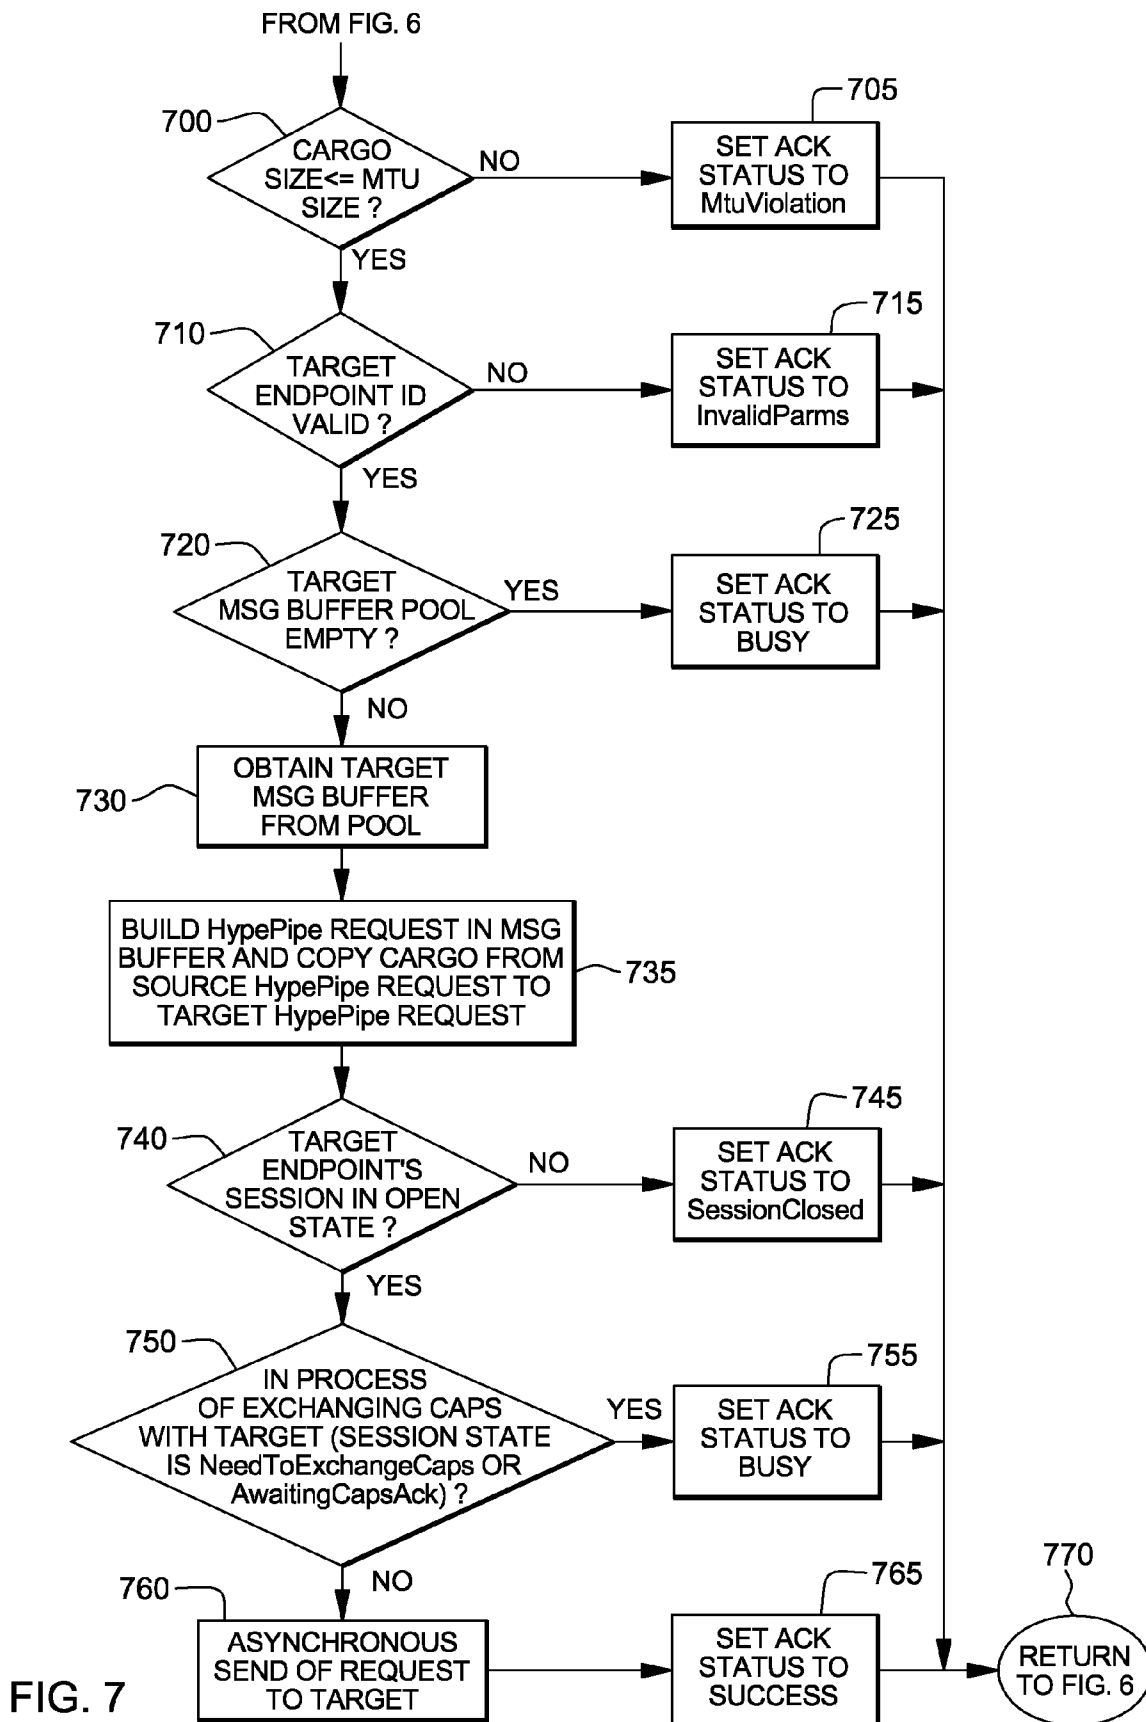 FROM FIG. 6
700
CARGO
SIZE<= MTU
SIZE ?
NO
YES
705
SET ACK
STATUS TO
MtuViolation
710
TARGET
ENDPOINT ID
VALID ?
NO
YES
715
SET ACK
STATUS TO
InvalidParms
720
TARGET
MSG BUFFER POOL
EMPTY ?
YES
NO
725
SET ACK
STATUS TO
BUSY
730
OBTAIN TARGET
MSG BUFFER
FROM POOL
BUILD HypePipe REQUEST IN MSG
BUFFER AND COPY CARGO FROM
SOURCE HypePipe REQUEST TO
TARGET HypePipe REQUEST
735
740
TARGET
ENDPOINT'S
SESSION IN OPEN
STATE ?
NO
YES
745
SET ACK
STATUS TO
SessionClosed
750
IN PROCESS
OF EXCHANGING CAPS
WITH TARGET (SESSION STATE
IS NeedToExchangeCaps OR
AwaitingCapsAck) ?
YES
NO
755
SET ACK
STATUS TO
BUSY
760
ASYNCHRONOUS
SEND OF REQUEST
TO TARGET
765
SET ACK
STATUS TO
SUCCESS
770
RETURN
TO FIG. 6
FIG. 7